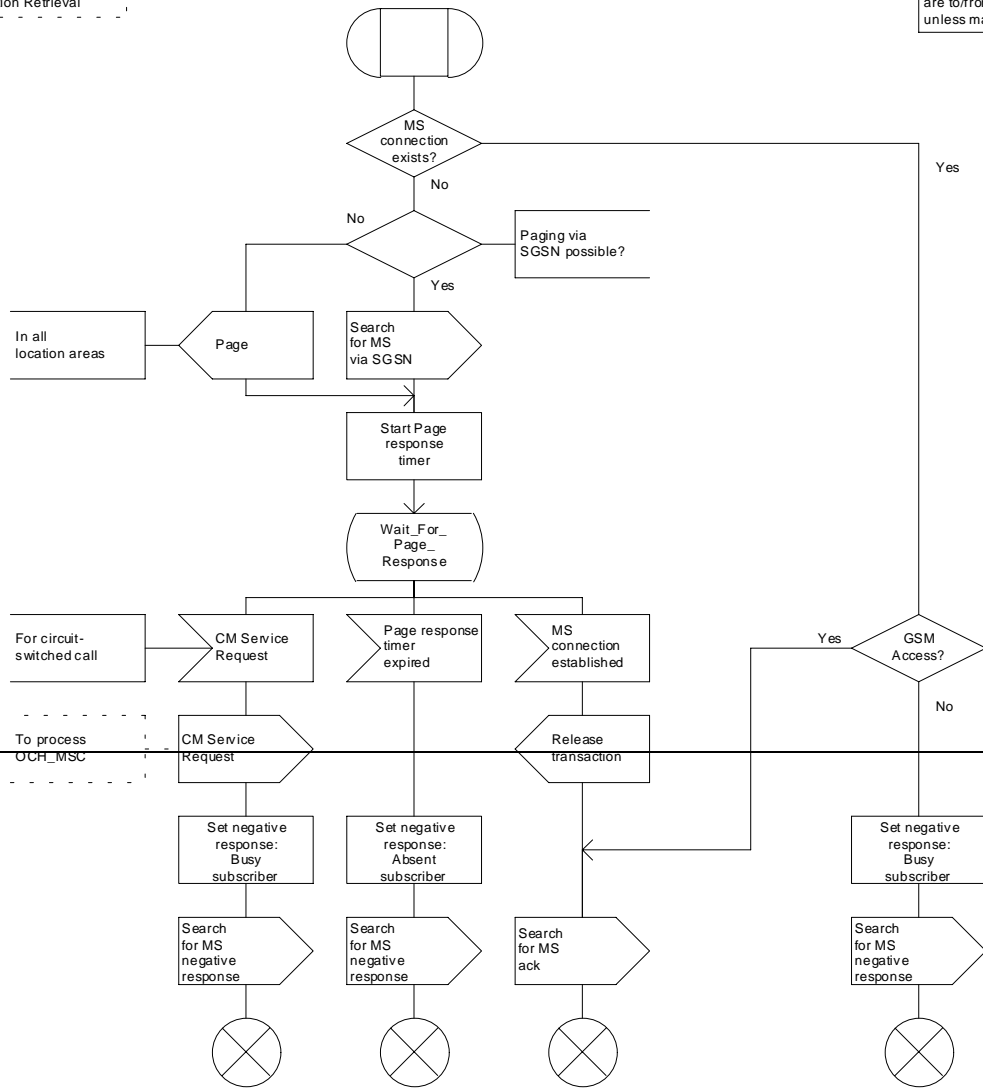 ion Retrieval
are to/from
unless ma
MS
connection
exists?
Yes
No
No
Paging via
SGSN possible?
Yes
In all
location areas
Page
Search
for MS
via SGSN
Start Page
response
timer
Wait_For_
Page_
Response
For circuit-
switched call
CM Service
Request
Page response
timer
expired
MS
connection
established
Yes
GSM
Access?
No
To process
OCH_MSC
CM Service
Request
Release
transaction
Set negative
response:
Busy
subscriber
Set negative
response:
Absent
subscriber
Set negative
response:
Busy
subscriber
Search
for MS
negative
response
Search
for MS
negative
response
Search
for MS
ack
Search
for MS
negative
response